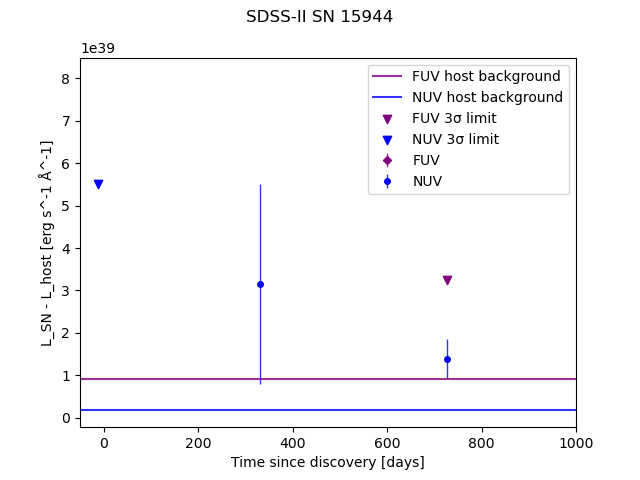 SDSS-II SN 15944
1e39
8
7
6
5
4
3
2
1
0
L_SN - L_host [erg s^-1 Å^-1]
FUV host background
NUV host background
FUV 3σ limit
NUV 3σ limit
FUV
NUV
0 200 400 600 800 1000
Time since discovery [days]